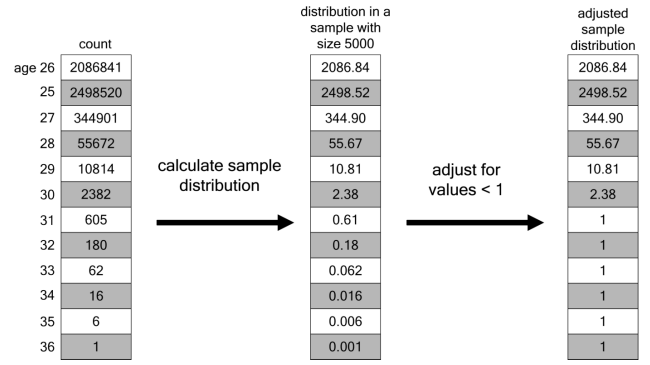 distribution in a
sample with
size 5000
adjusted
sample
distribution
count
age 26 2086841 2086.84 2086.84
25 2498520 2498.52 2498.52
27 344901 344.90 344.90
28 55672 55.67 55.67
29 10814 10.81 10.81
30 2382 2.38 2.38
31 605 0.61 1
32 180 0.18 1
33 62 0.062 1
34 16 0.016 1
35 6 0.006 1
36 1 0.001 1
calculate sample
distribution
adjust for
values < 1